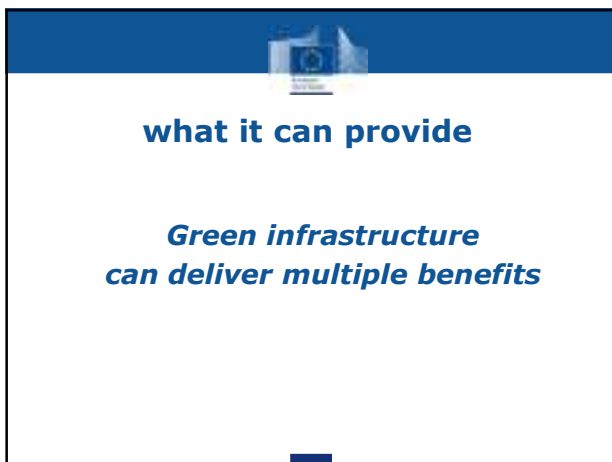 what it can provide
Green infrastructure
can deliver multiple benefits